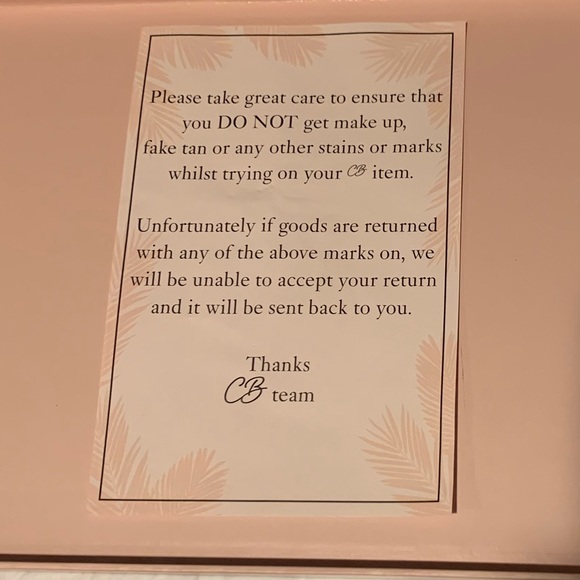 Please take great care to ensure that
you DO NOT get make up,
fake tan or any other stains or marks
whilst trying on your CB item.
Unfortunately if goods are returned
with any of the above marks on, we
will be unable to accept your return
and it will be sent back to you.
Thanks
CB team